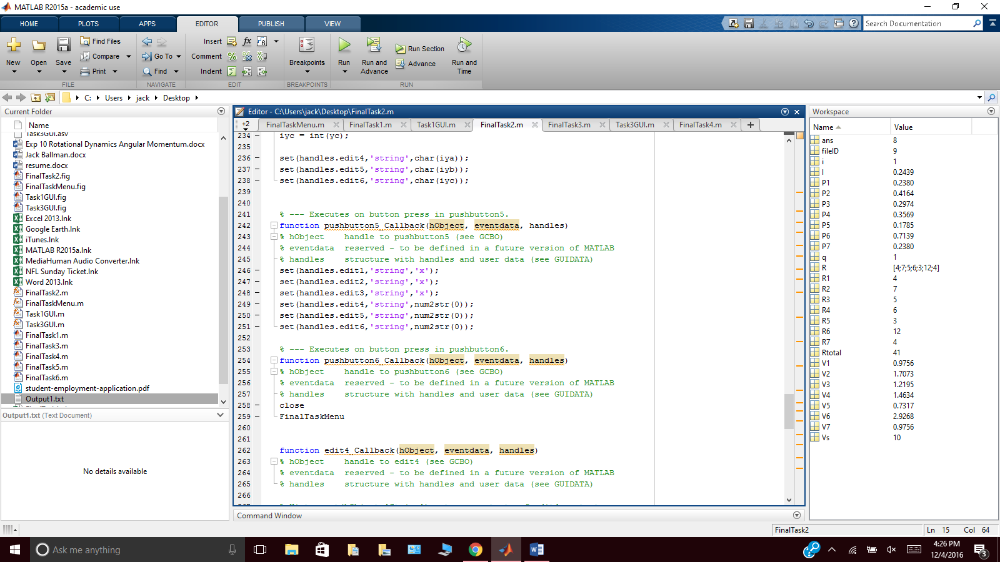 MATLAB R2015a - academic use
HOME PLOTS APPS EDITOR PUBLISH VIEW
Search Documentation
New Open Save Find Files Compare Print
FILE
Go To Find
NAVIGATE
Insert fx
Comment
Indent
EDIT
Breakpoints
BREAKPOINTS
Run Run and Advance Run Section Advance Run and Time
RUN
C: Users jack Desktop
Current Folder
Name
Task3GUI.asv
Exp 10 Rotational Dynamics Angular Momentum.docx
Jack Ballman.docx
resume.docx
FinalTask2.fig
FinalTaskMenu.fig
Task1GUI.fig
Task3GUI.fig
Excel 2013.lnk
Google Earth.lnk
iTunes.lnk
MATLAB R2015a.lnk
MediaHuman Audio Converter.lnk
NFL Sunday Ticket.lnk
Word 2013.lnk
FinalTask2.m
FinalTaskMenu.m
Task1GUI.m
Task3GUI.m
FinalTask1.m
FinalTask3.m
FinalTask4.m
FinalTask5.m
FinalTask6.m
student-employment-application.pdf
Output1.txt
Output1.txt (Text Document)
No details available
Editor - C:\Users\jack\Desktop\FinalTask2.m
+2 FinalTaskMenu.m FinalTask1.m Task1GUI.m FinalTask2.m FinalTask3.m Task3GUI.m FinalTask4.m
234 iyc = int(yc);
235
236 set(handles.edit4,'string',char(iya));
237 set(handles.edit5,'string',char(iyb));
238 set(handles.edit6,'string',char(iyc));
239
240
241 % --- Executes on button press in pushbutton5.
242 function pushbutton5_Callback(hObject, eventdata, handles)
243 % hObject    handle to pushbutton5 (see GCBO)
244 % eventdata  reserved - to be defined in a future version of MATLAB
245 % handles    structure with handles and user data (see GUIDATA)
246 set(handles.edit1,'string','x');
247 set(handles.edit2,'string','x');
248 set(handles.edit3,'string','x');
249 set(handles.edit4,'string',num2str(0));
250 set(handles.edit5,'string',num2str(0));
251 set(handles.edit6,'string',num2str(0));
252
253 % --- Executes on button press in pushbutton6.
254 function pushbutton6_Callback(hObject, eventdata, handles)
255 % hObject    handle to pushbutton6 (see GCBO)
256 % eventdata  reserved - to be defined in a future version of MATLAB
257 % handles    structure with handles and user data (see GUIDATA)
258 close
259 FinalTaskMenu
260
261
262 function edit4_Callback(hObject, eventdata, handles)
263 % hObject    handle to edit4 (see GCBO)
264 % eventdata  reserved - to be defined in a future version of MATLAB
265 % handles    structure with handles and user data (see GUIDATA)
266
Command Window
Workspace
Name Value
ans 8
fileID 9
i 1
I 0.2439
P1 0.2380
P2 0.4164
P3 0.2974
P4 0.3569
P5 0.1785
P6 0.7139
P7 0.2380
q 1
R [4;7;5;6;3;12;4]
R1 4
R2 7
R3 5
R4 6
R5 3
R6 12
R7 4
Rtotal 41
V1 0.9756
V2 1.7073
V3 1.2195
V4 1.4634
V5 0.7317
V6 2.9268
V7 0.9756
Vs 10
FinalTask2 Ln 15 Col 64
Ask me anything
4:26 PM
12/4/2016
3